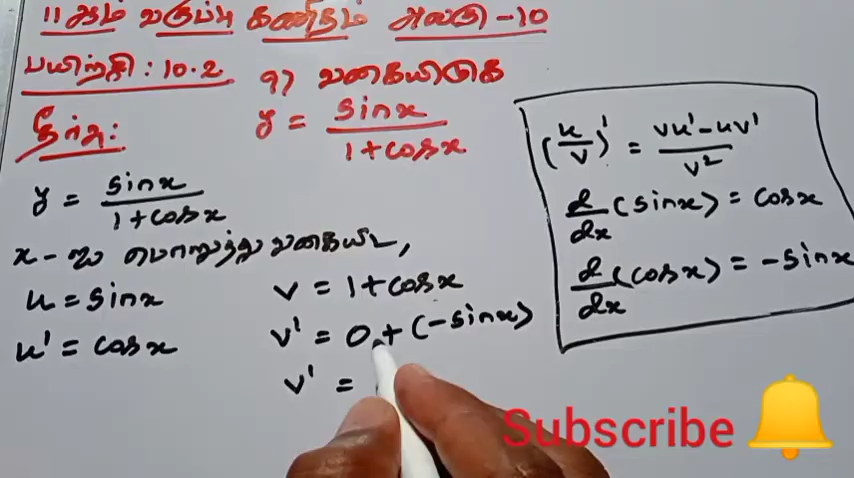 11ஆம் வகுப்பு கணிதம் அலகு-10
பயிற்சி: 10.2 9) வகையிடுக
y = sinx / 1+cosx
தீர்வு:
y = sinx / 1+cosx
x-ஐ பொறுத்து வகையிட,
u = sinx v = 1+cosx
u' = cosx v' = 0+(-sinx)
v' =
(u/v)' = vu'-uv' / v²
d/dx (sinx) = cosx
d/dx (cosx) = -sinx
Subscribe